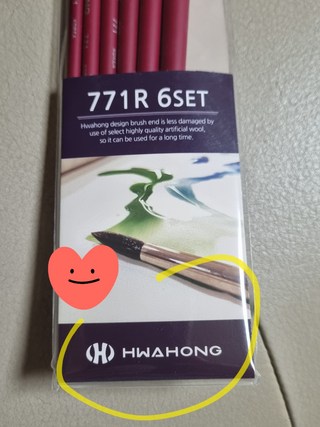 771R 6SET
Hwahong design brush end is less damaged by
use of select highly quality artificial wool,
so it can be used for a long time.
HWAHONG